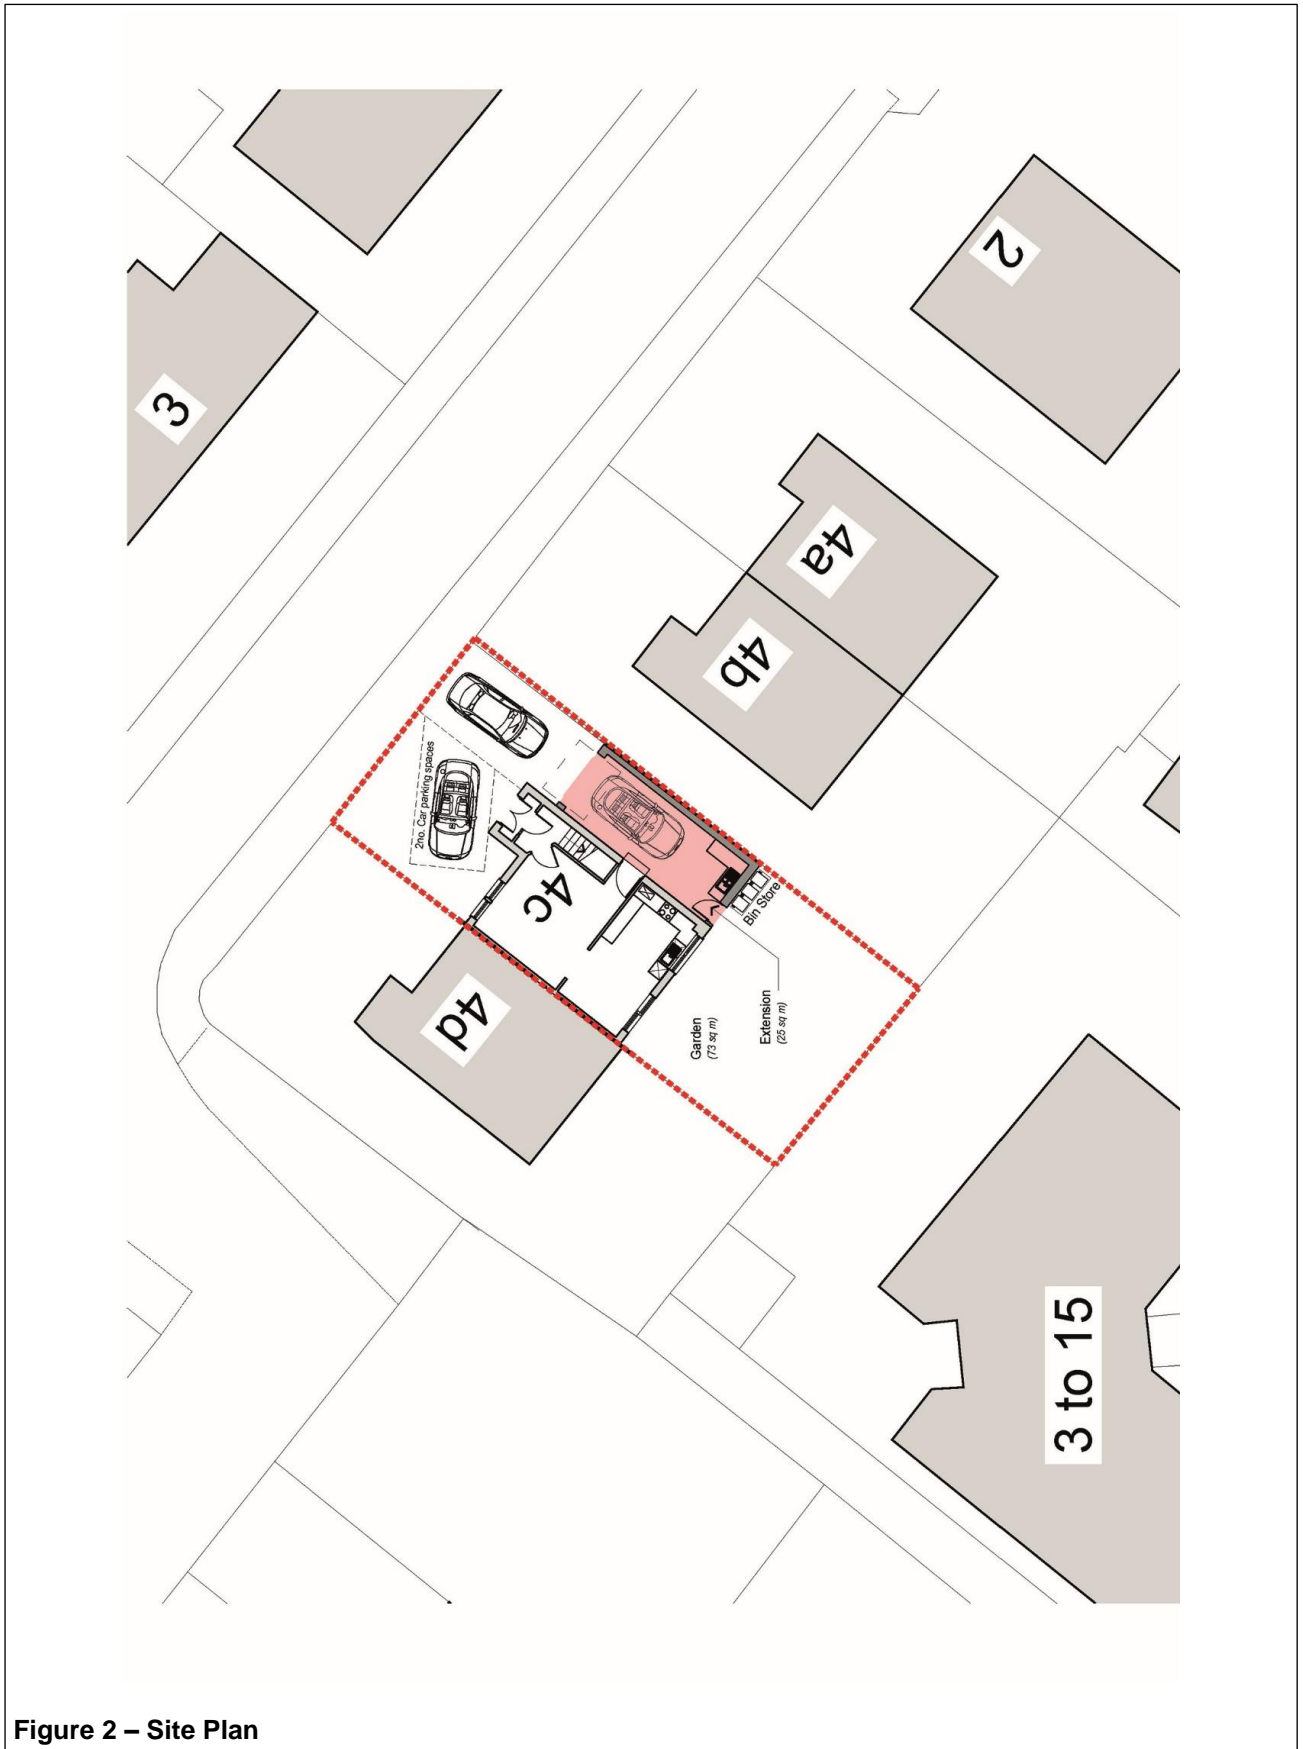 2
3
4a
4b
2no. Car parking spaces
4c
Bin Store
4d
Garden
(73 sq m)
Extension
(25 sq m)
3 to 15
Figure 2 – Site Plan